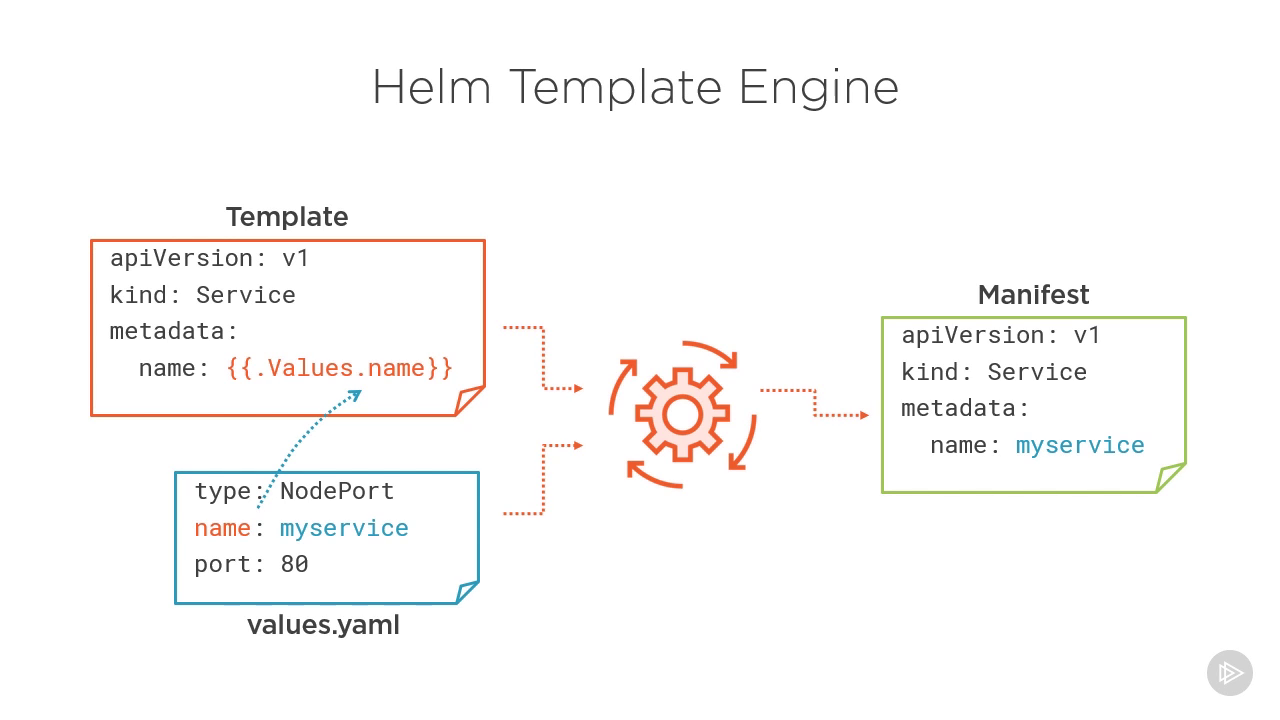 Helm Template Engine
Template
apiVersion: v1
kind: Service
metadata:
  name: {{.Values.name}}
type: NodePort
name: myservice
port: 80
values.yaml
Manifest
apiVersion: v1
kind: Service
metadata:
  name: myservice